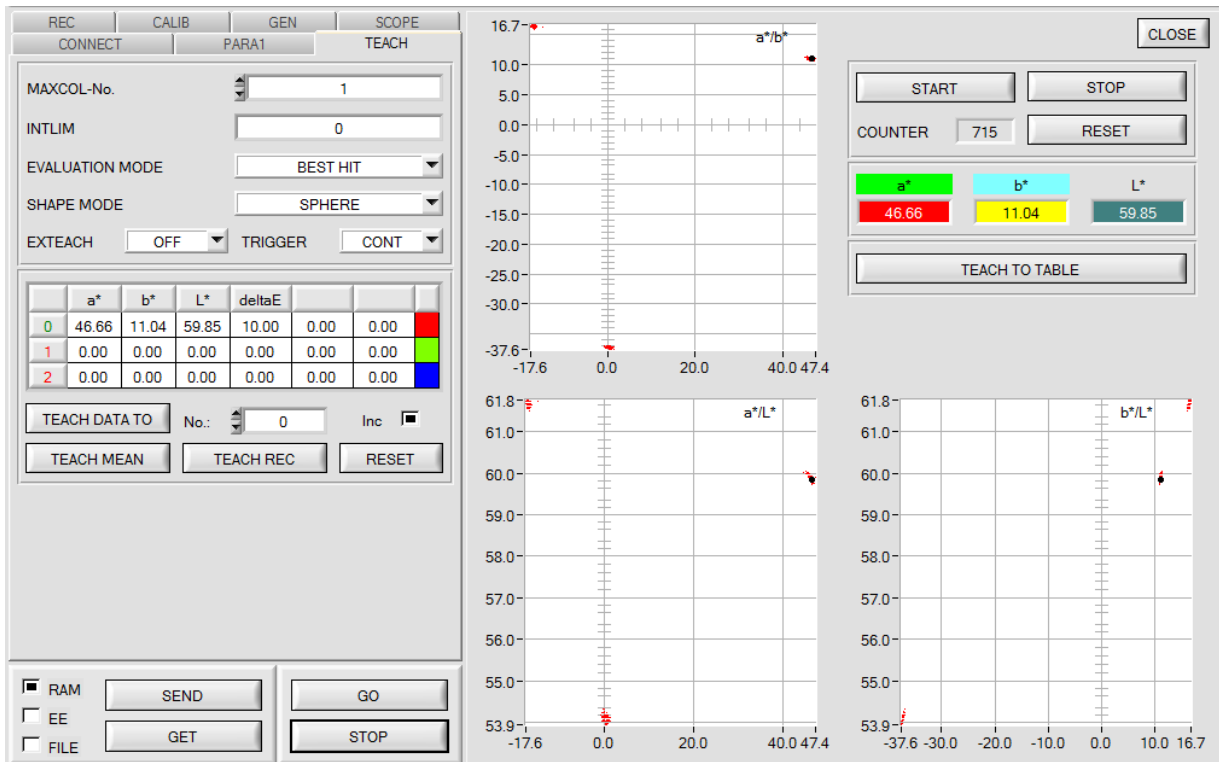 REC CALIB GEN SCOPE
CONNECT PARA1 TEACH
MAXCOL-No. 1
INTLIM 0
EVALUATION MODE BEST HIT
SHAPE MODE SPHERE
EXTEACH OFF TRIGGER CONT
a* b* L* deltaE
0 46.66 11.04 59.85 10.00 0.00 0.00
1 0.00 0.00 0.00 0.00 0.00 0.00
2 0.00 0.00 0.00 0.00 0.00 0.00
TEACH DATA TO No.: 0 Inc
TEACH MEAN TEACH REC RESET
RAM SEND GO
EE
FILE GET STOP
a*/b*
16.7
10.0
5.0
0.0
-5.0
-10.0
-15.0
-20.0
-25.0
-30.0
-37.6
-17.6 0.0 20.0 40.0 47.4
CLOSE
START STOP
COUNTER 715 RESET
a* b* L*
46.66 11.04 59.85
TEACH TO TABLE
a*/L*
61.8
61.0
60.0
59.0
58.0
57.0
56.0
55.0
53.9
-17.6 0.0 20.0 40.0 47.4
b*/L*
61.8
61.0
60.0
59.0
58.0
57.0
56.0
55.0
53.9
-37.6 -30.0 -20.0 -10.0 0.0 10.0 16.7